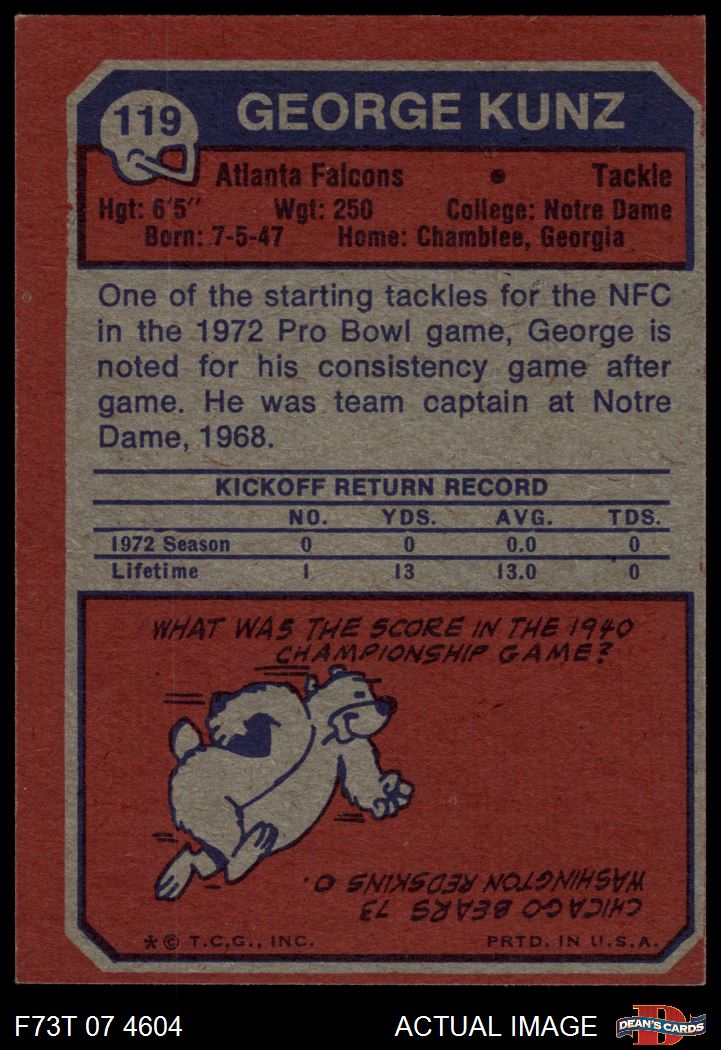 119
GEORGE KUNZ
Atlanta Falcons • Tackle
Hgt: 6'5" Wgt: 250 College: Notre Dame
Born: 7-5-47 Home: Chamblee, Georgia
One of the starting tackles for the NFC
in the 1972 Pro Bowl game, George is
noted for his consistency game after
game. He was team captain at Notre
Dame, 1968.
KICKOFF RETURN RECORD
NO. YDS. AVG. TDS.
1972 Season 0 0 0.0 0
Lifetime 1 13 13.0 0
WHAT WAS THE SCORE IN THE 1940
CHAMPIONSHIP GAME?
CHICAGO BEARS 73
WASHINGTON REDSKINS 0.
*© T.C.G., INC. PRTD. IN U.S.A.
F73T 07 4604 ACTUAL IMAGE
D
DEAN'S CARDS